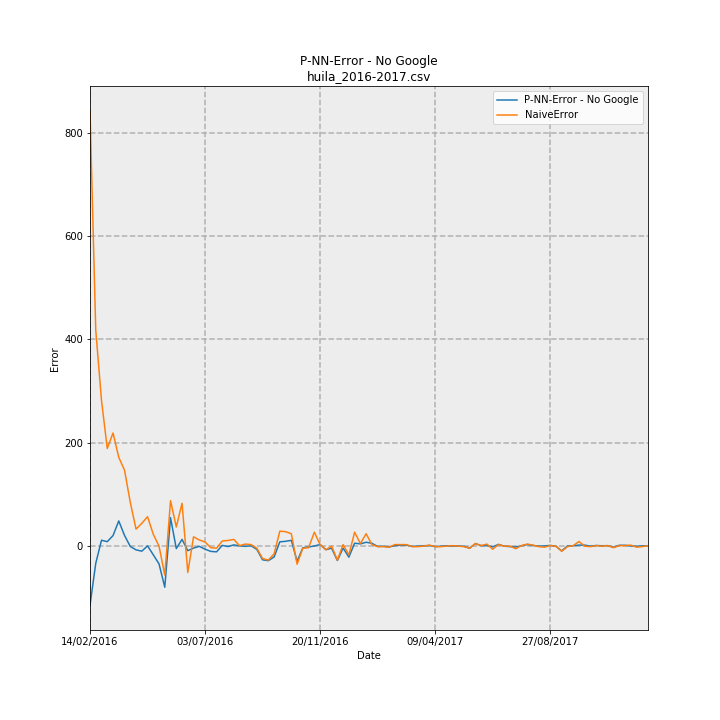 P-NN-Error - No Google
huila_2016-2017.csv
P-NN-Error - No Google
NaiveError
800
600
400
200
0
Error
14/02/2016
03/07/2016
20/11/2016
09/04/2017
27/08/2017
Date